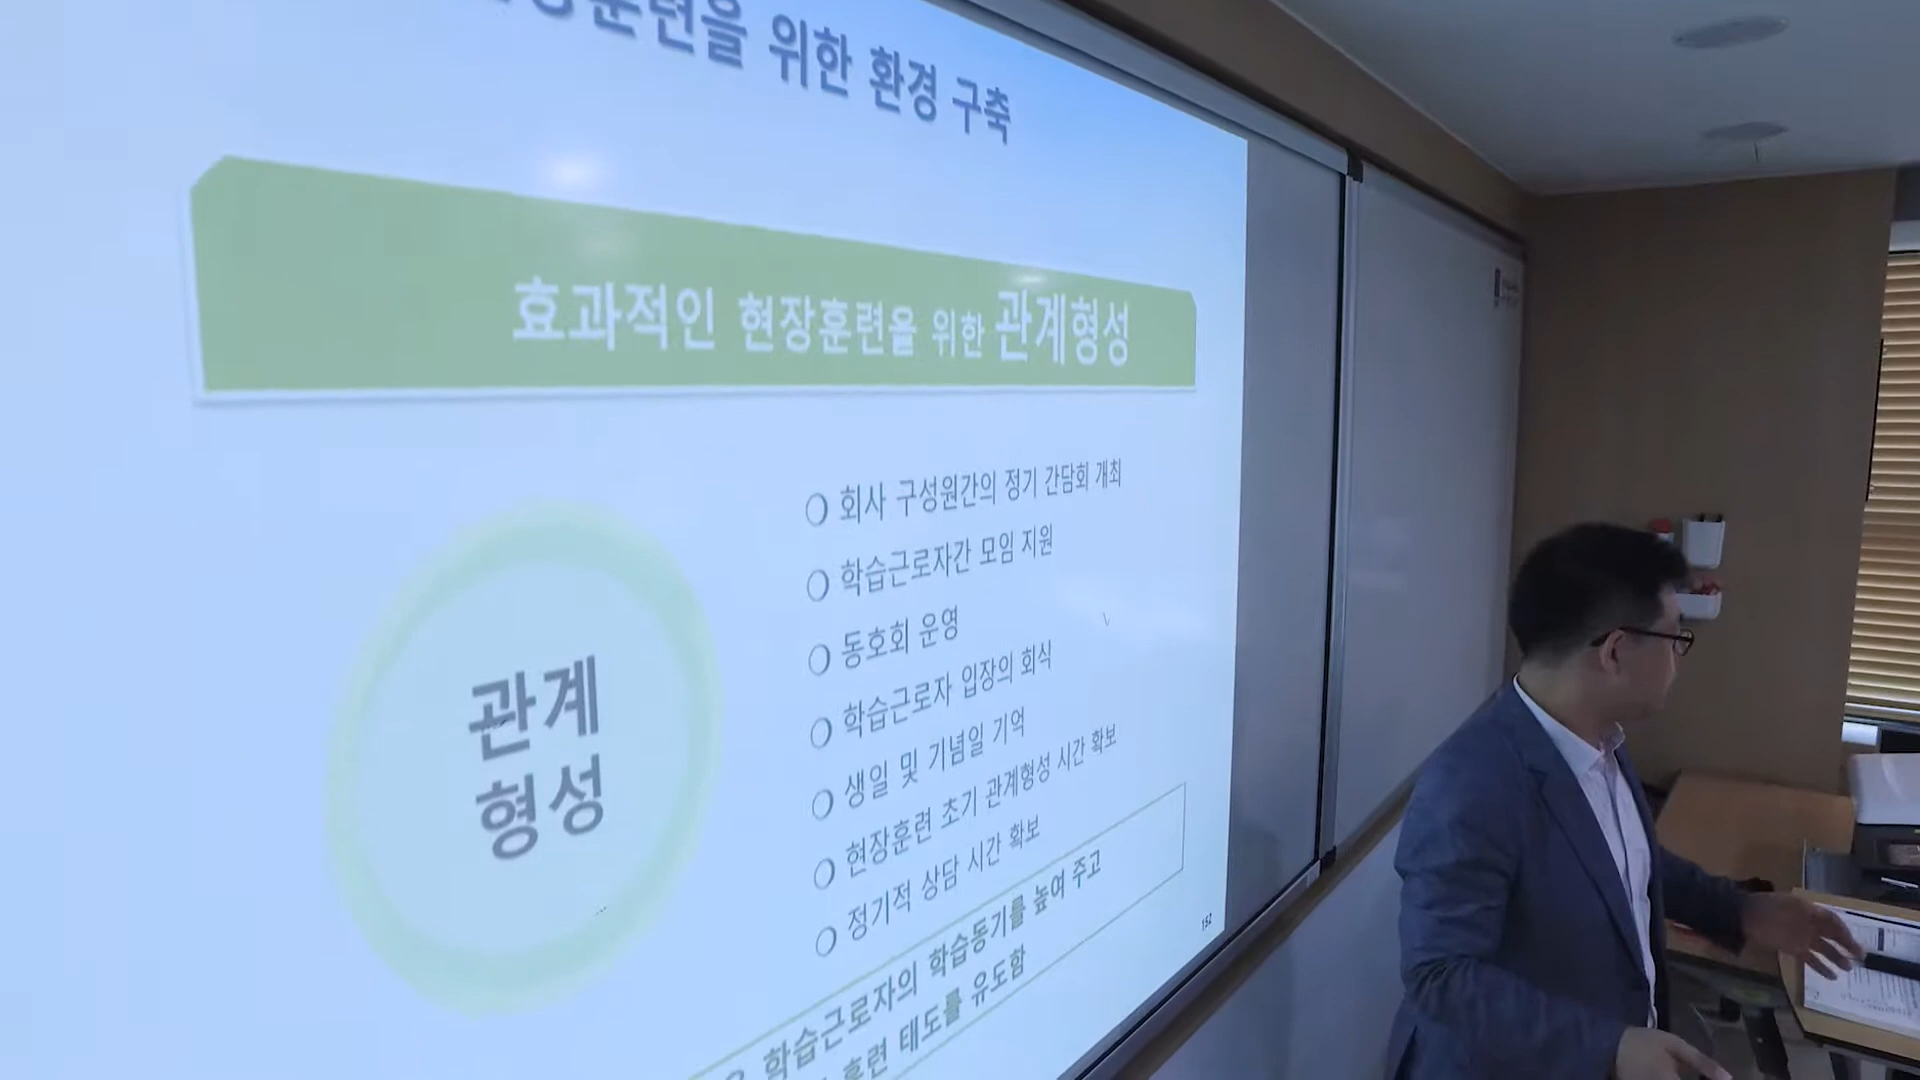 훈련을 위한 환경 구축
효과적인 현장훈련을 위한 관계형성
관계
형성
○ 회사 구성원간의 정기 간담회 개최
○ 학습근로자간 모임 지원
○ 동호회 운영
○ 학습근로자 입장의 회식
○ 생일 및 기념일 기억
○ 현장훈련 초기 관계형성 시간 확보
○ 정기적 상담 시간 확보
학습근로자의 학습동기를 높여 주고
훈련 태도를 유도함
152